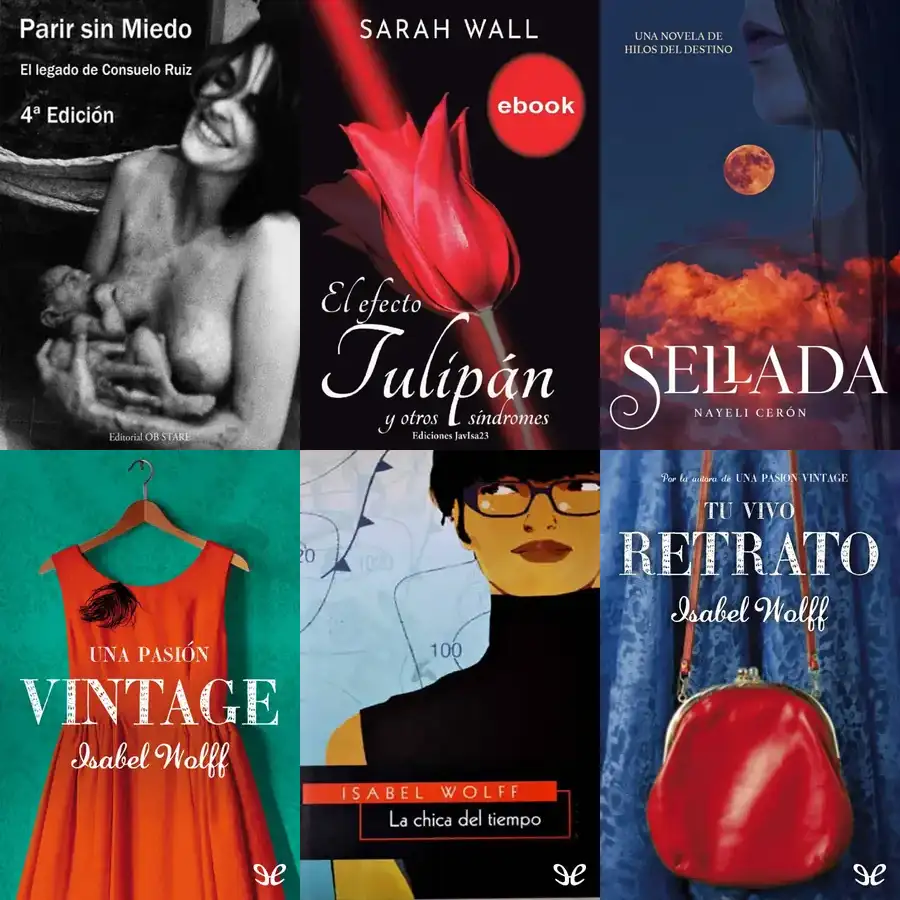 Parir sin Miedo
El legado de Consuelo Ruiz
4ª Edición
Editorial OB STARE
SARAH WALL
ebook
El efecto
Tulipán
y otros síndromes
Ediciones JavIsa23
UNA NOVELA DE
HILOS DEL DESTINO
SELLADA
NAYELI CERÓN
UNA PASIÓN
VINTAGE
Isabel Wolff
20
1020
100
ISABEL WOLFF
La chica del tiempo
Por la autora de UNA PASIÓN VINTAGE
TU VIVO
RETRATO
Isabel Wolff